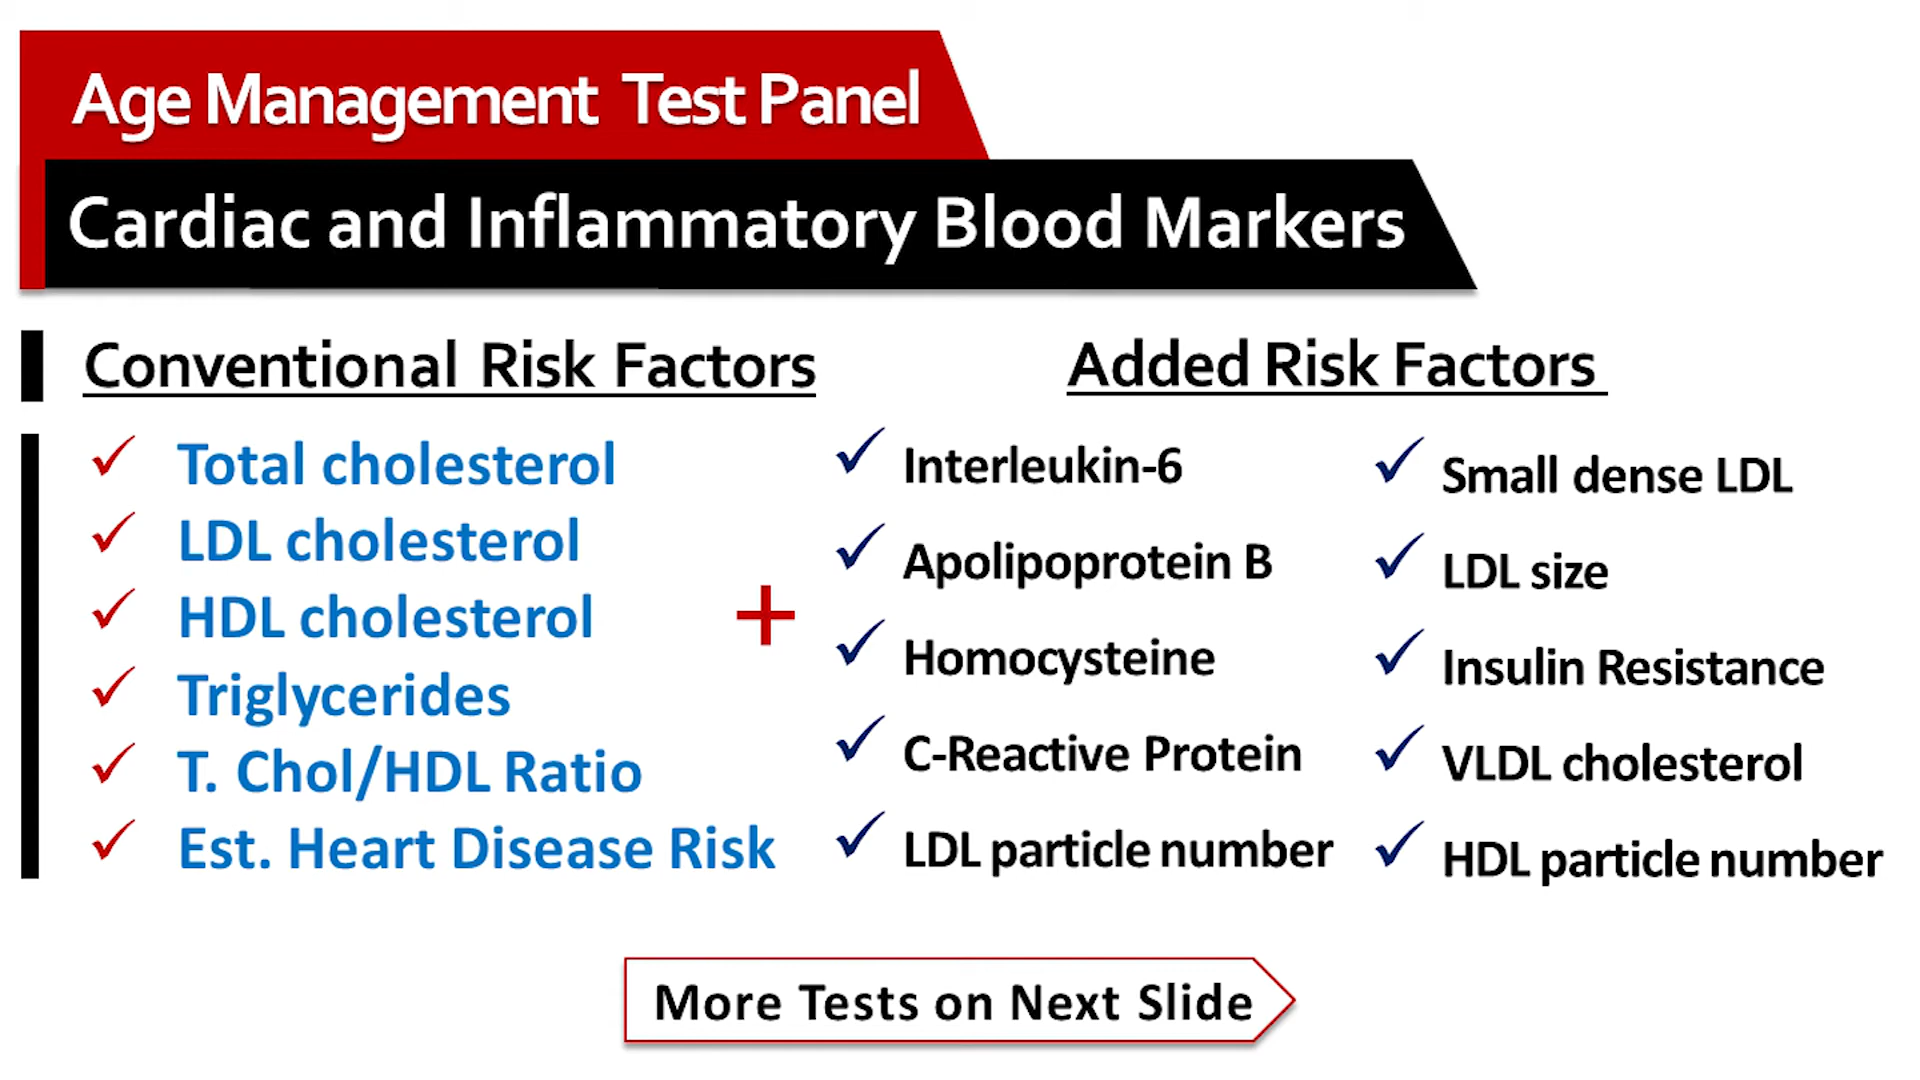 Age Management Test Panel
Cardiac and Inflammatory Blood Markers
Conventional Risk Factors
Total cholesterol
LDL cholesterol
HDL cholesterol
Triglycerides
T. Chol/HDL Ratio
Est. Heart Disease Risk
+
Added Risk Factors
Interleukin-6
Apolipoprotein B
Homocysteine
C-Reactive Protein
LDL particle number
Small dense LDL
LDL size
Insulin Resistance
VLDL cholesterol
HDL particle number
More Tests on Next Slide